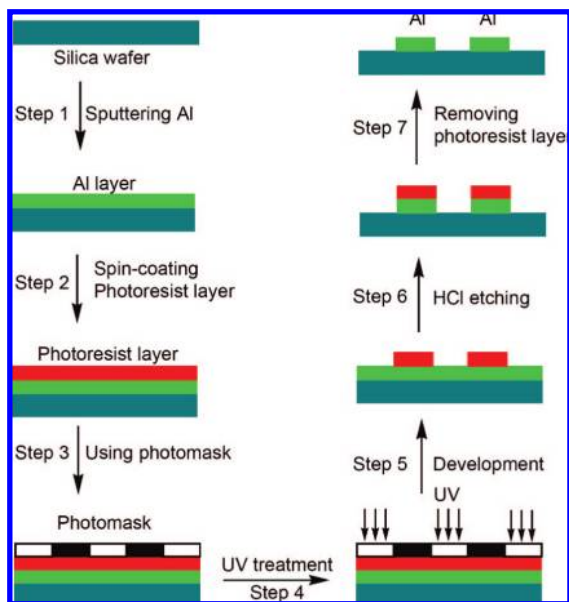 Silica wafer
Step 1
Sputtering Al
Al layer
Step 2
Spin-coating
Photoresist layer
Photoresist layer
Step 3
Using photomask
Photomask
UV treatment
Step 4
UV
Step 5
Development
Step 6
HCl etching
Step 7
Removing
photoresist layer
Al
Al